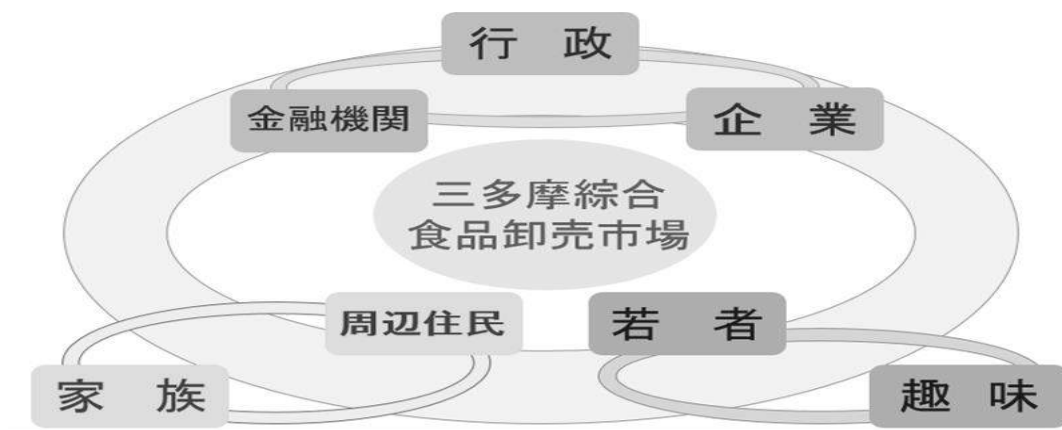 行 政
金融機関
企 業
三多摩綜合
食品卸売市場
周辺住民
若 者
家 族
趣 味